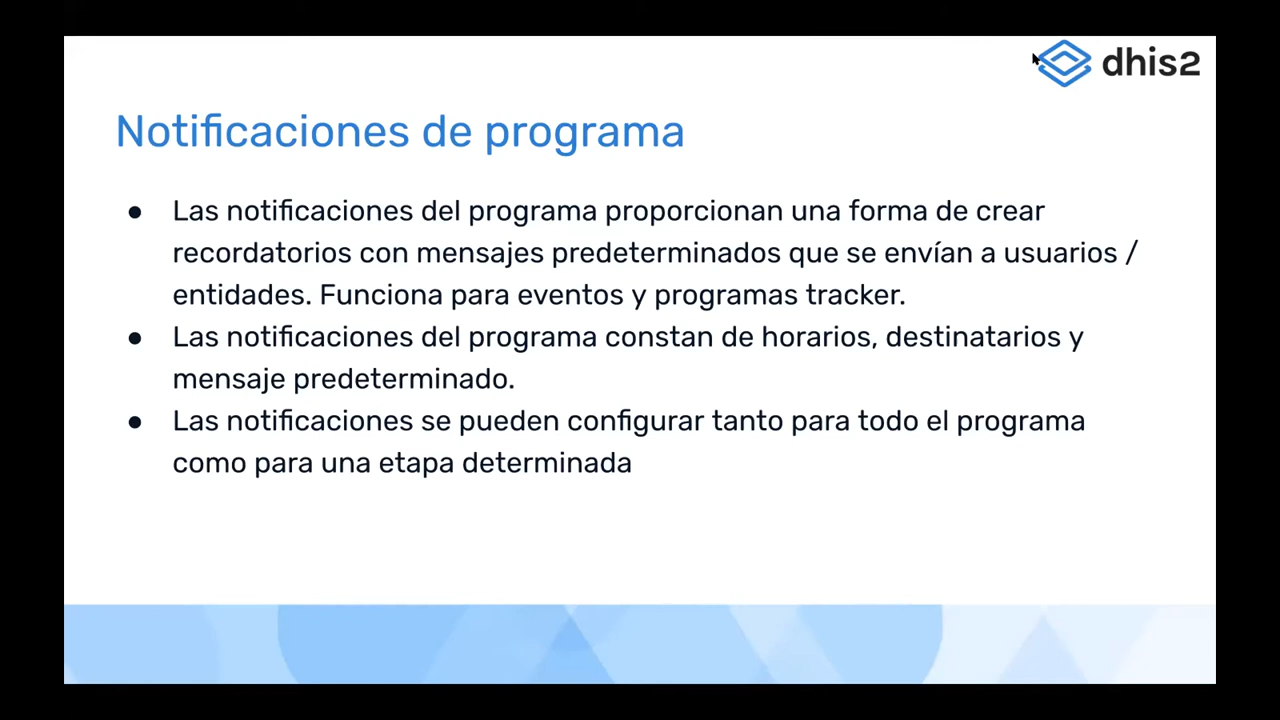 dhis2
Notificaciones de programa
● Las notificaciones del programa proporcionan una forma de crear
recordatorios con mensajes predeterminados que se envían a usuarios /
entidades. Funciona para eventos y programas tracker.
● Las notificaciones del programa constan de horarios, destinatarios y
mensaje predeterminado.
● Las notificaciones se pueden configurar tanto para todo el programa
como para una etapa determinada